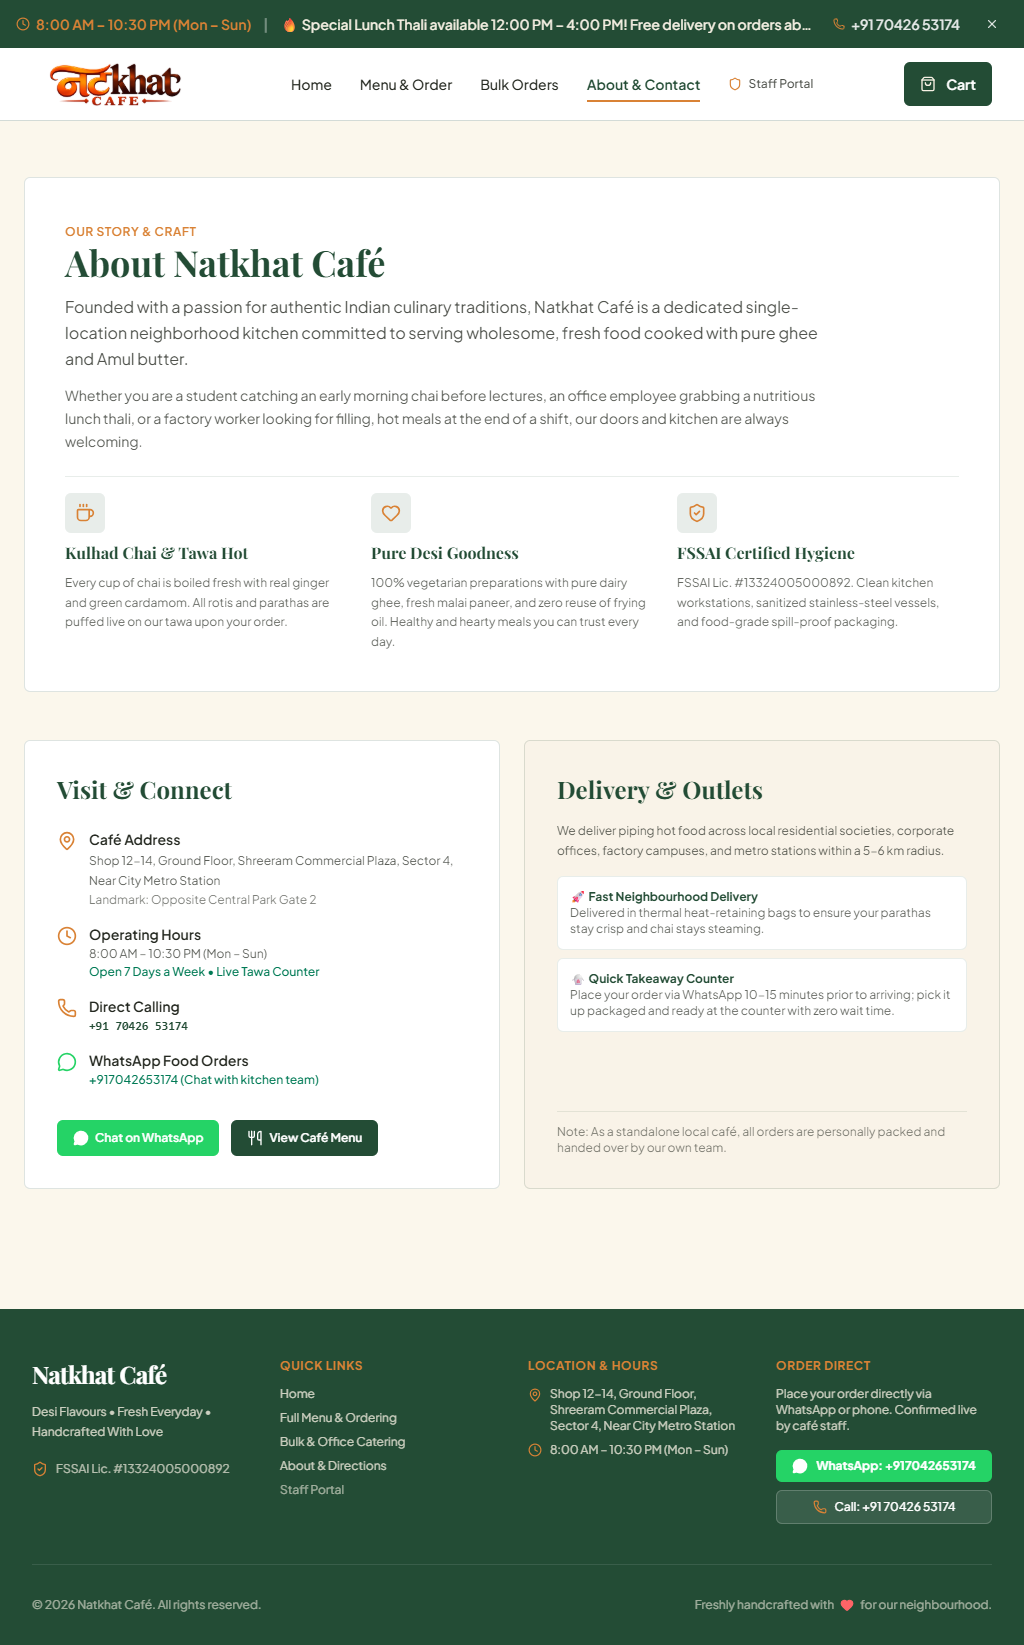 8:00 AM – 10:30 PM (Mon – Sun) | 🔥 Special Lunch Thali available 12:00 PM – 4:00 PM! Free delivery on orders ab... +91 70426 53174 ×
नटkhat
CAFE
Home Menu & Order Bulk Orders About & Contact Staff Portal Cart
OUR STORY & CRAFT
About Natkhat Café
Founded with a passion for authentic Indian culinary traditions, Natkhat Café is a dedicated single-
location neighborhood kitchen committed to serving wholesome, fresh food cooked with pure ghee
and Amul butter.
Whether you are a student catching an early morning chai before lectures, an office employee grabbing a nutritious
lunch thali, or a factory worker looking for filling, hot meals at the end of a shift, our doors and kitchen are always
welcoming.
Kulhad Chai & Tawa Hot
Every cup of chai is boiled fresh with real ginger
and green cardamom. All rotis and parathas are
puffed live on our tawa upon your order.
Pure Desi Goodness
100% vegetarian preparations with pure dairy
ghee, fresh malai paneer, and zero reuse of frying
oil. Healthy and hearty meals you can trust every
day.
FSSAI Certified Hygiene
FSSAI Lic. #13324005000892. Clean kitchen
workstations, sanitized stainless-steel vessels,
and food-grade spill-proof packaging.
Visit & Connect
Café Address
Shop 12-14, Ground Floor, Shreeram Commercial Plaza, Sector 4,
Near City Metro Station
Landmark: Opposite Central Park Gate 2
Operating Hours
8:00 AM – 10:30 PM (Mon – Sun)
Open 7 Days a Week • Live Tawa Counter
Direct Calling
+91 70426 53174
WhatsApp Food Orders
+917042653174 (Chat with kitchen team)
Chat on WhatsApp View Café Menu
Delivery & Outlets
We deliver piping hot food across local residential societies, corporate
offices, factory campuses, and metro stations within a 5–6 km radius.
🚀 Fast Neighbourhood Delivery
Delivered in thermal heat-retaining bags to ensure your parathas
stay crisp and chai stays steaming.
Quick Takeaway Counter
Place your order via WhatsApp 10-15 minutes prior to arriving; pick it
up packaged and ready at the counter with zero wait time.
Note: As a standalone local café, all orders are personally packed and
handed over by our own team.
Natkhat Café
Desi Flavours • Fresh Everyday •
Handcrafted With Love
FSSAI Lic. #13324005000892
QUICK LINKS
Home
Full Menu & Ordering
Bulk & Office Catering
About & Directions
Staff Portal
LOCATION & HOURS
Shop 12-14, Ground Floor,
Shreeram Commercial Plaza,
Sector 4, Near City Metro Station
8:00 AM – 10:30 PM (Mon – Sun)
ORDER DIRECT
Place your order directly via
WhatsApp or phone. Confirmed live
by café staff.
WhatsApp: +917042653174
Call: +91 70426 53174
© 2026 Natkhat Café. All rights reserved.
Freshly handcrafted with ❤️ for our neighbourhood.